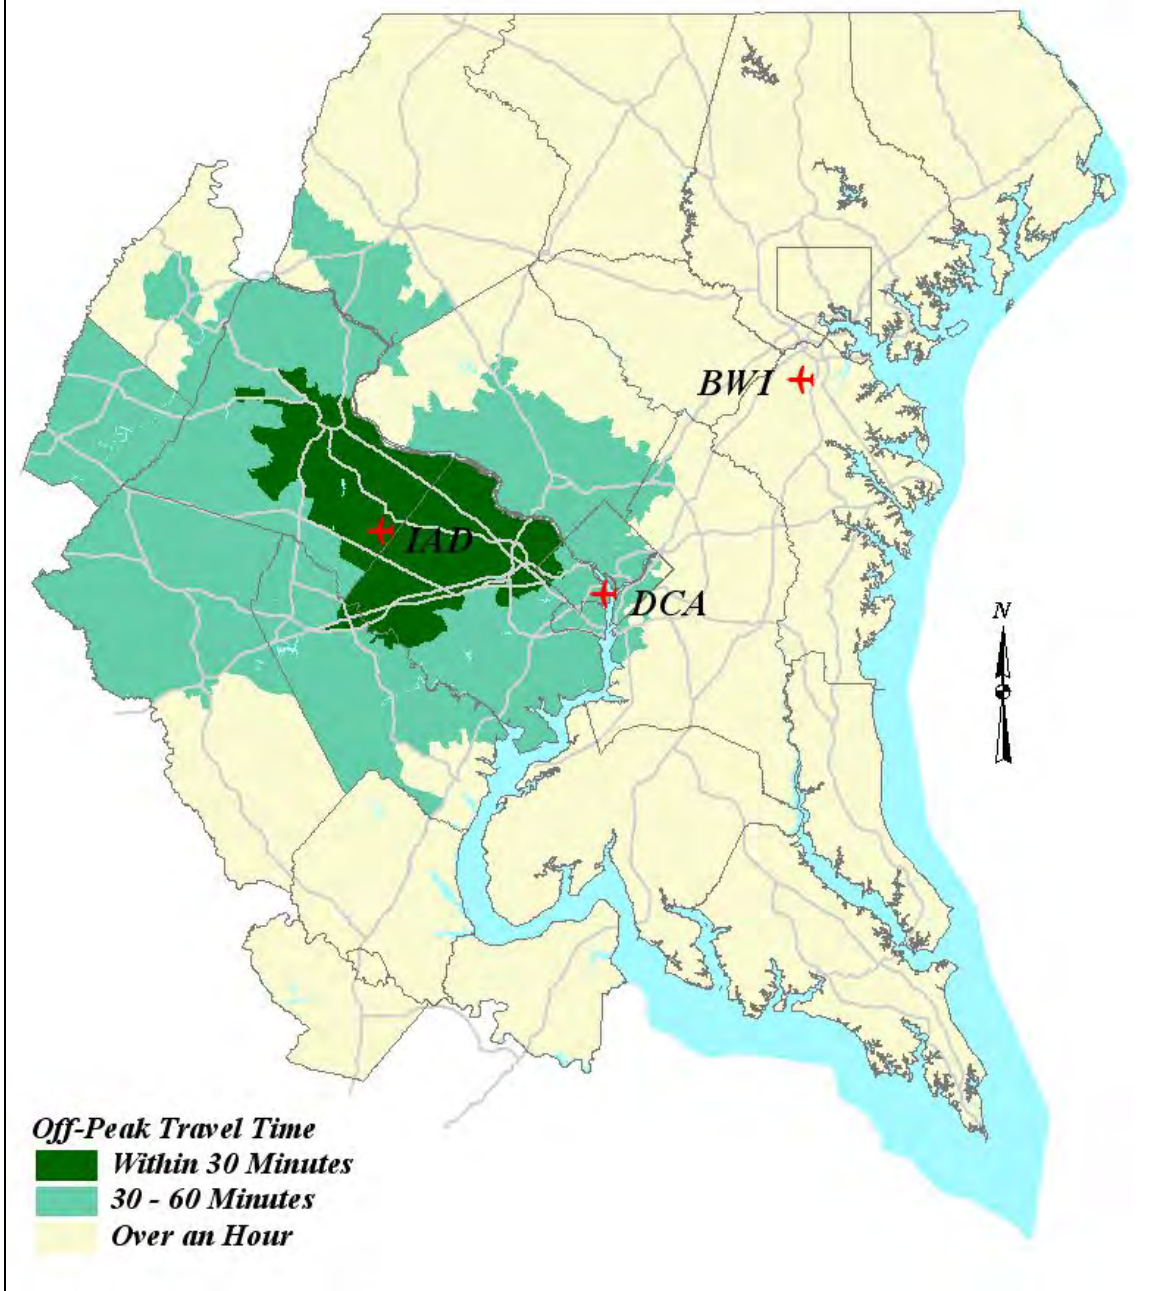 BWI
IAD
DCA
N
Off-Peak Travel Time
Within 30 Minutes
30 - 60 Minutes
Over an Hour